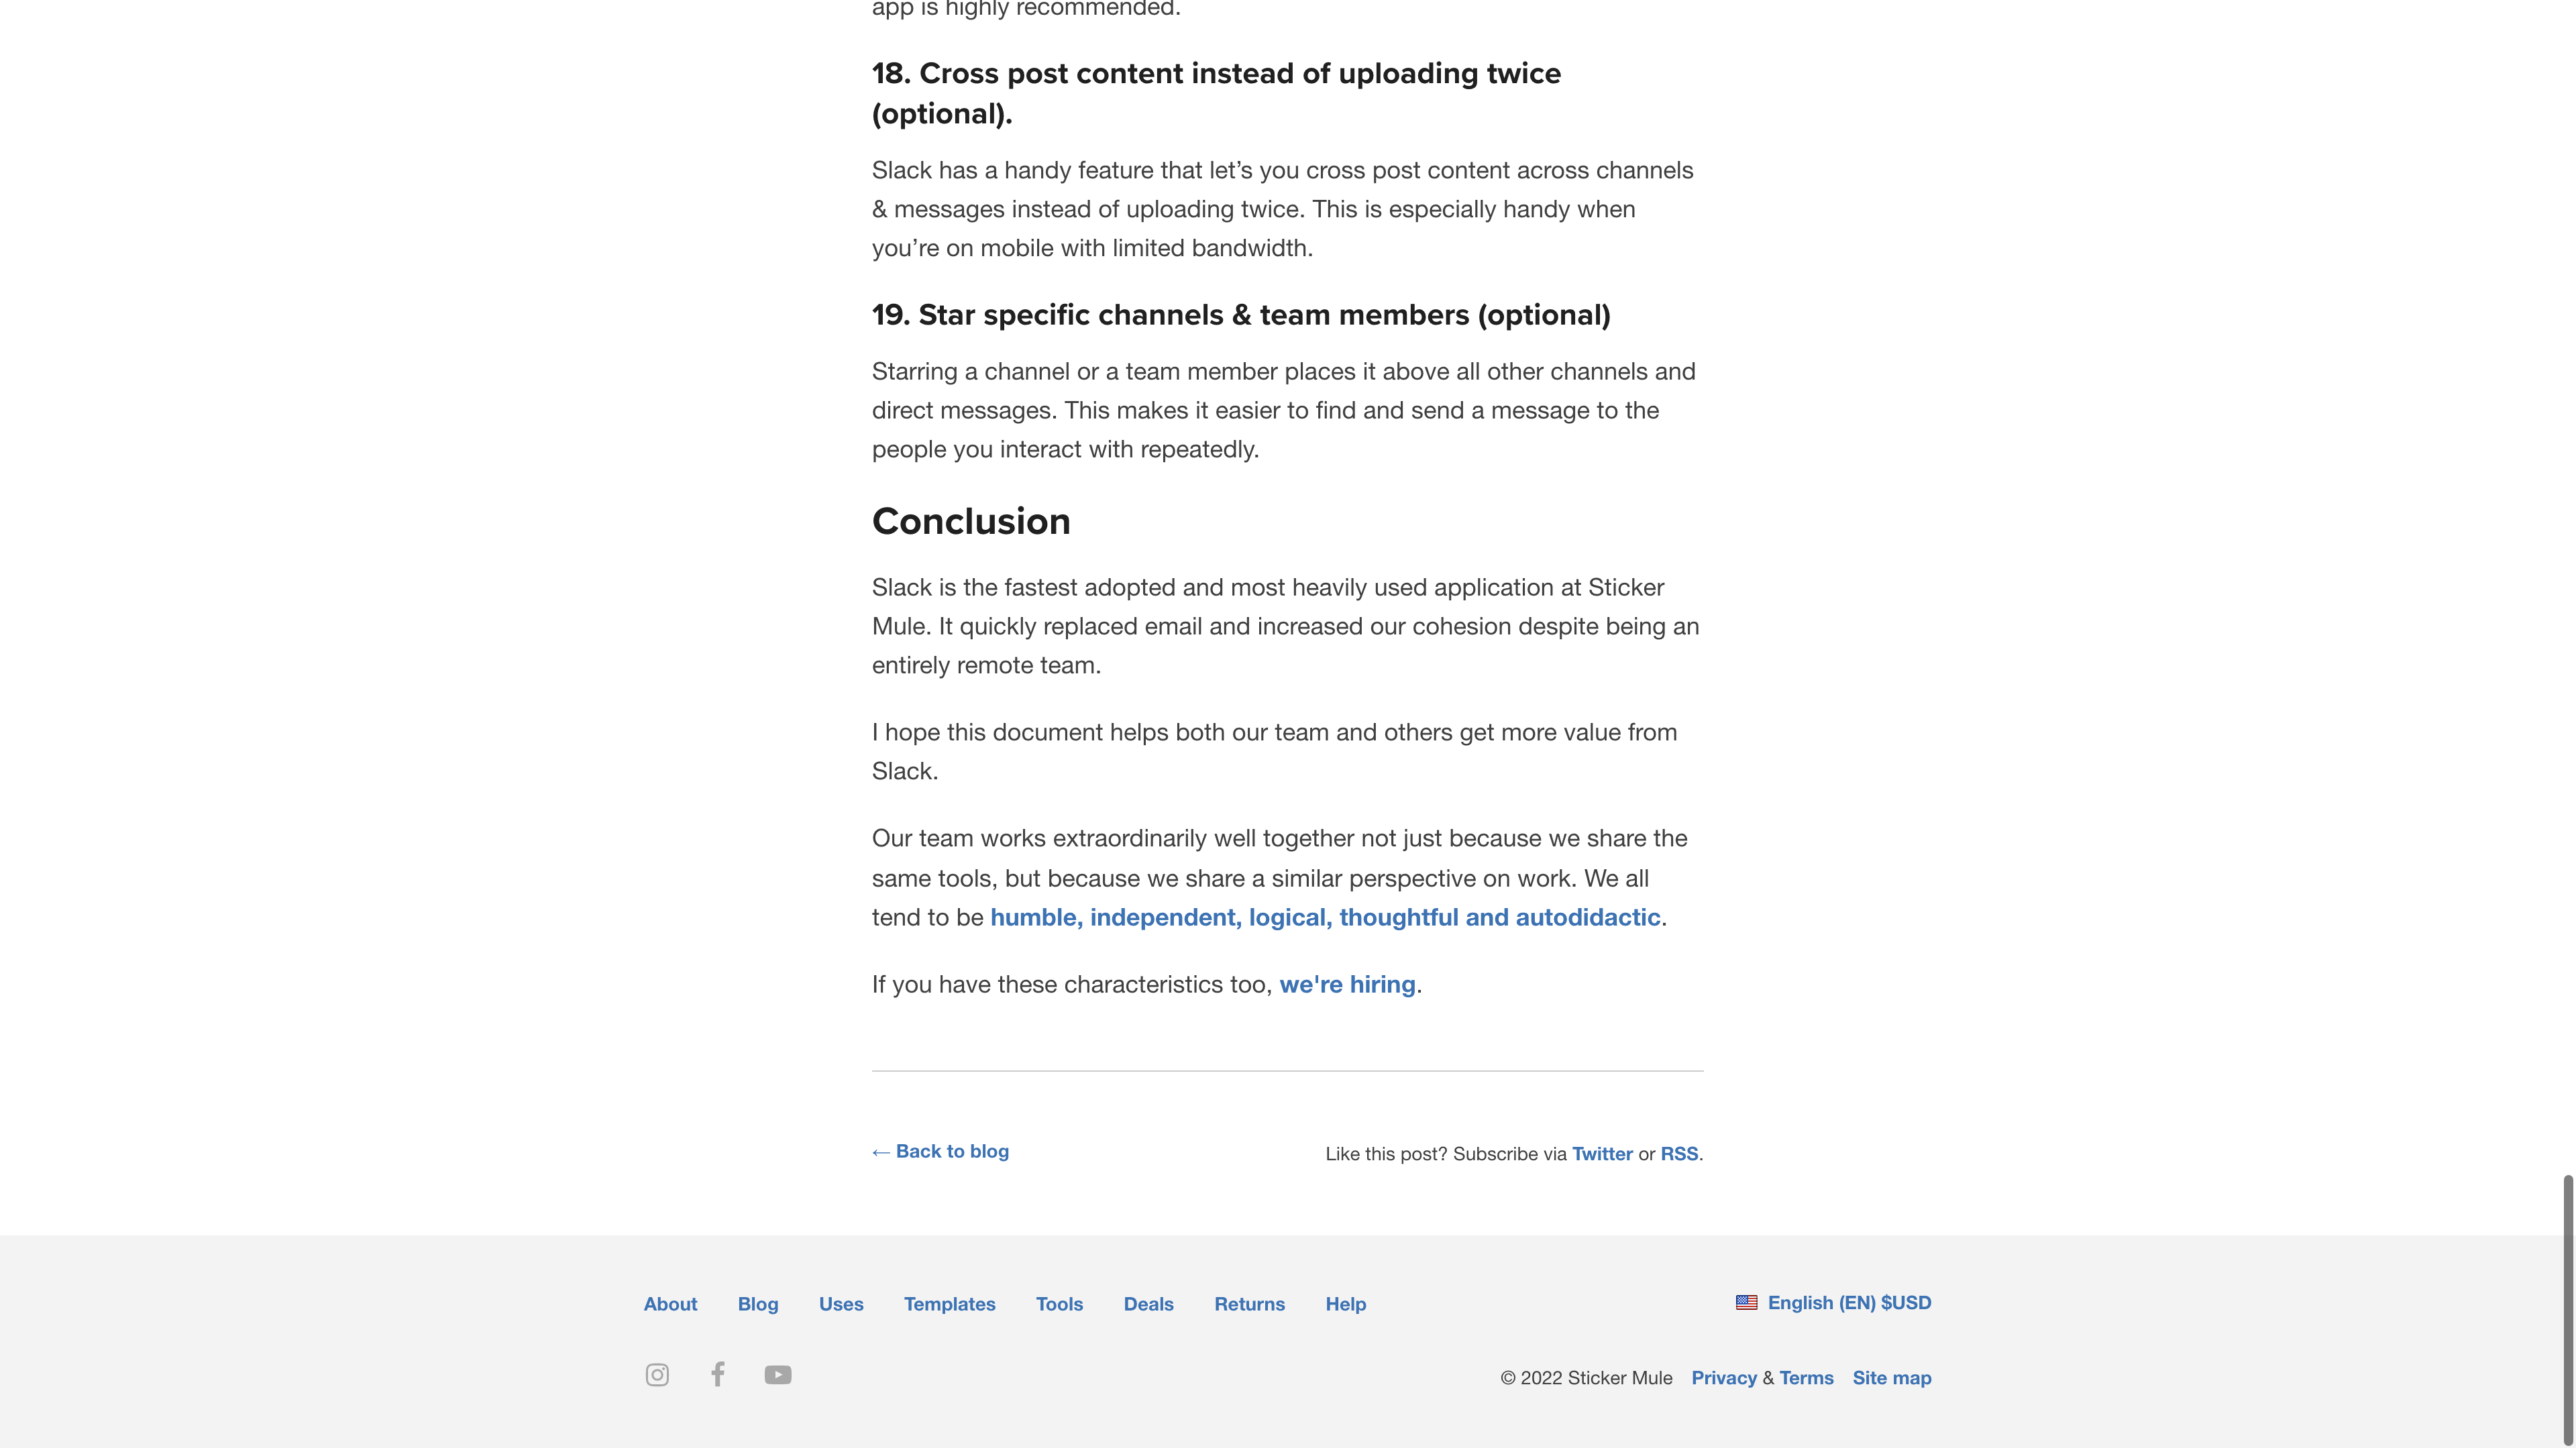 app is highly recommended.
18. Cross post content instead of uploading twice
(optional).
Slack has a handy feature that let’s you cross post content across channels
& messages instead of uploading twice. This is especially handy when
you’re on mobile with limited bandwidth.
19. Star specific channels & team members (optional)
Starring a channel or a team member places it above all other channels and
direct messages. This makes it easier to find and send a message to the
people you interact with repeatedly.
Conclusion
Slack is the fastest adopted and most heavily used application at Sticker
Mule. It quickly replaced email and increased our cohesion despite being an
entirely remote team.
I hope this document helps both our team and others get more value from
Slack.
Our team works extraordinarily well together not just because we share the
same tools, but because we share a similar perspective on work. We all
tend to be humble, independent, logical, thoughtful and autodidactic.
If you have these characteristics too, we're hiring.
← Back to blog
Like this post? Subscribe via Twitter or RSS.
About Blog Uses Templates Tools Deals Returns Help
English (EN) $USD
© 2022 Sticker Mule Privacy & Terms Site map